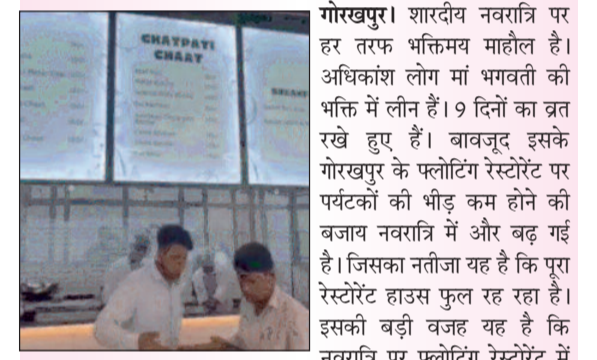 CHATPATI
CHAAT
गोरखपुर। शारदीय नवरात्रि पर
हर तरफ भक्तिमय माहौल है।
अधिकांश लोग मां भगवती की
भक्ति में लीन हैं। 9 दिनों का व्रत
रखे हुए हैं। बावजूद इसके
गोरखपुर के फ्लोटिंग रेस्टोरेंट पर
पर्यटकों की भीड़ कम होने की
बजाय नवरात्रि में और बढ़ गई
है। जिसका नतीजा यह है कि पूरा
रेस्टोरेंट हाउस फुल रह रहा है।
इसकी बड़ी वजह यह है कि
नवरात्रि पर फ्लोटिंग रेस्टोरेंट में